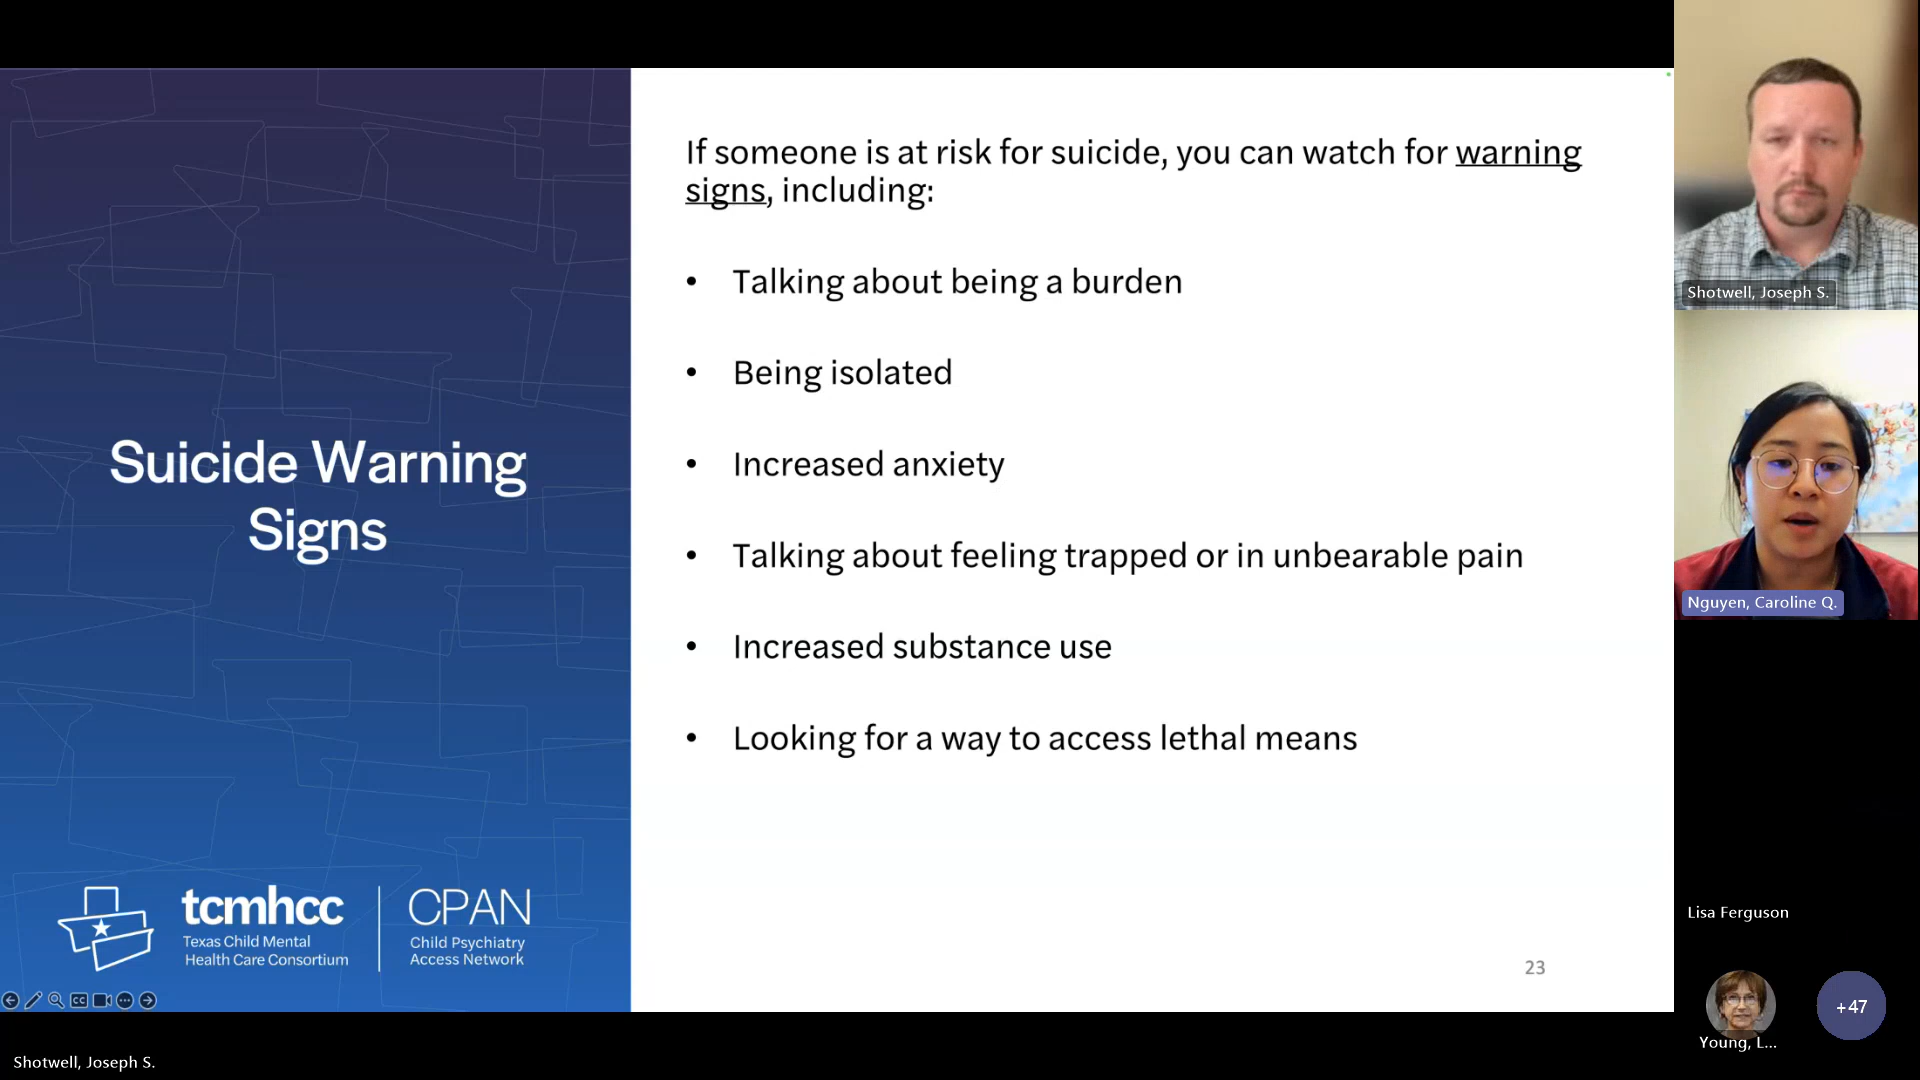 If someone is at risk for suicide, you can watch for warning
signs, including:
• Talking about being a burden
• Being isolated
• Increased anxiety
• Talking about feeling trapped or in unbearable pain
• Increased substance use
• Looking for a way to access lethal means
Suicide Warning
Signs
tcmhcc
Texas Child Mental
Health Care Consortium
CPAN
Child Psychiatry
Access Network
23
CC
Shotwell, Joseph S.
Shotwell, Joseph S.
Nguyen, Caroline Q.
Lisa Ferguson
Young, L...
+47